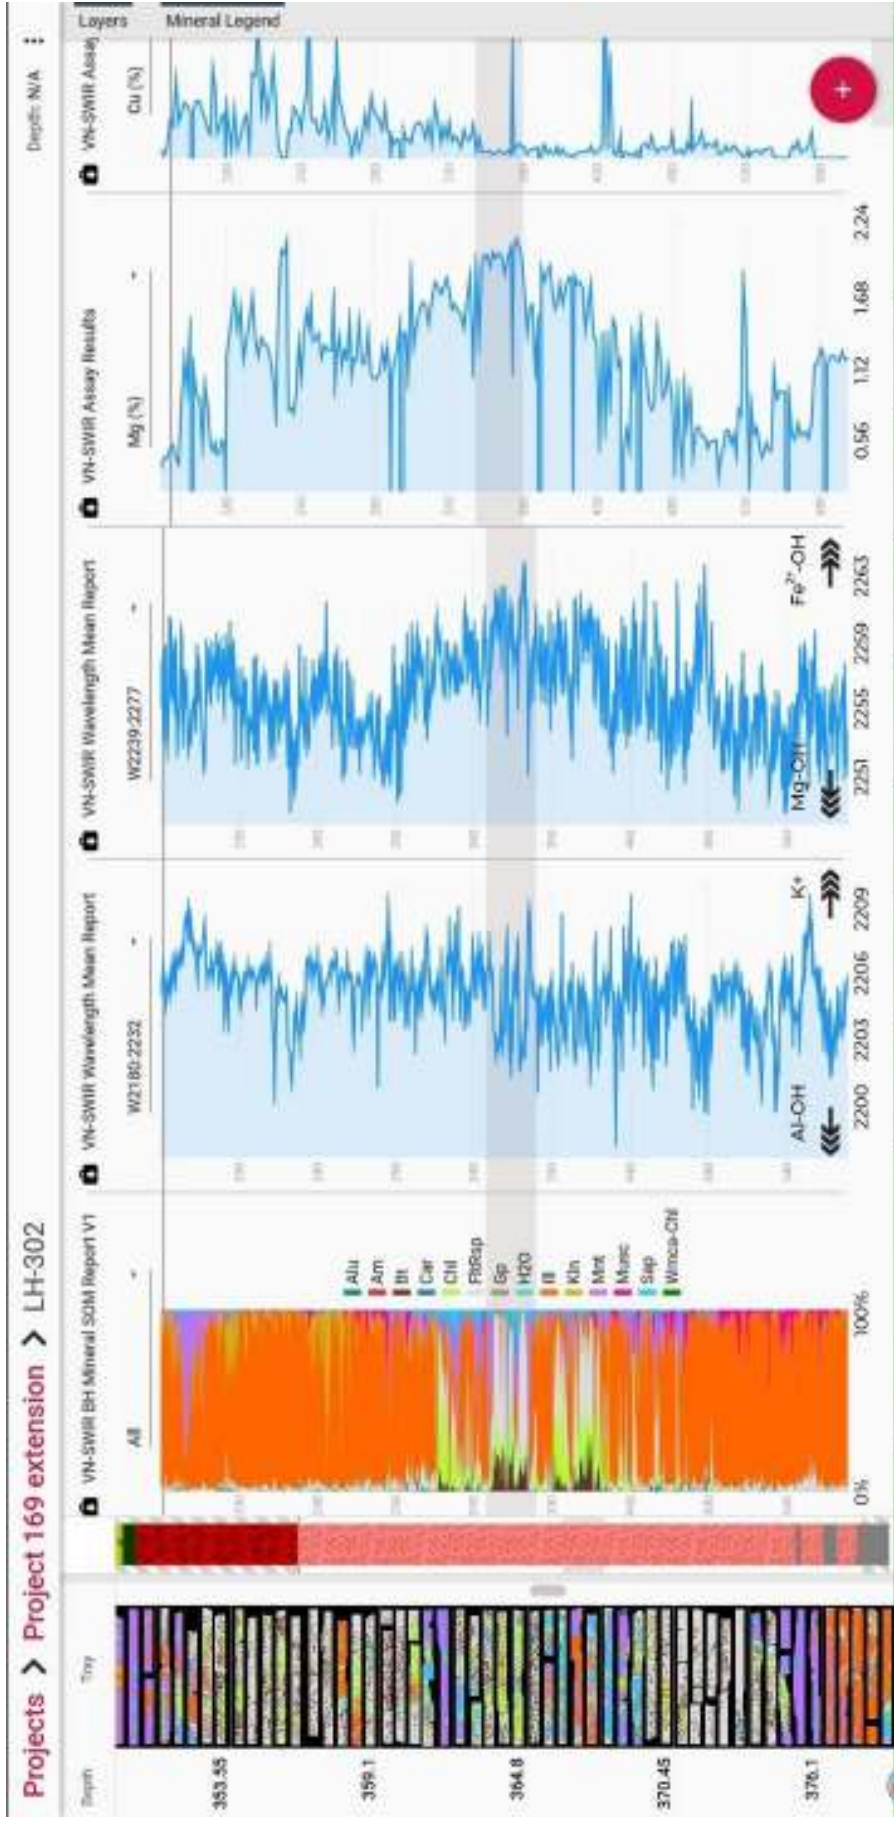 Projects > Project 169 extension > LH-302
Depth: N/A
Depth
Tray
VN-SWIR BH Mineral SOM Report V1
VN-SWIR Wavelength Mean Report
VN-SWIR Wavelength Mean Report
VN-SWIR Assay Results
VN-SWIR Assay
Layers
Mineral Legend
All
W2180:2232
W2239:2277
Mg (%)
Cu (%)
353.55
359.1
364.8
370.45
376.1
Alu
Am
Bt
Car
Chl
Gp
H2O
Ill
Kln
Mnt
Musc
Sap
Wmca-Chl
Al-OH
K+
Mg-OH
Fe²⁺-OH
0%
100%
2200
2203
2206
2209
2251
2255
2259
2263
0.56
1.12
1.68
2.24
+